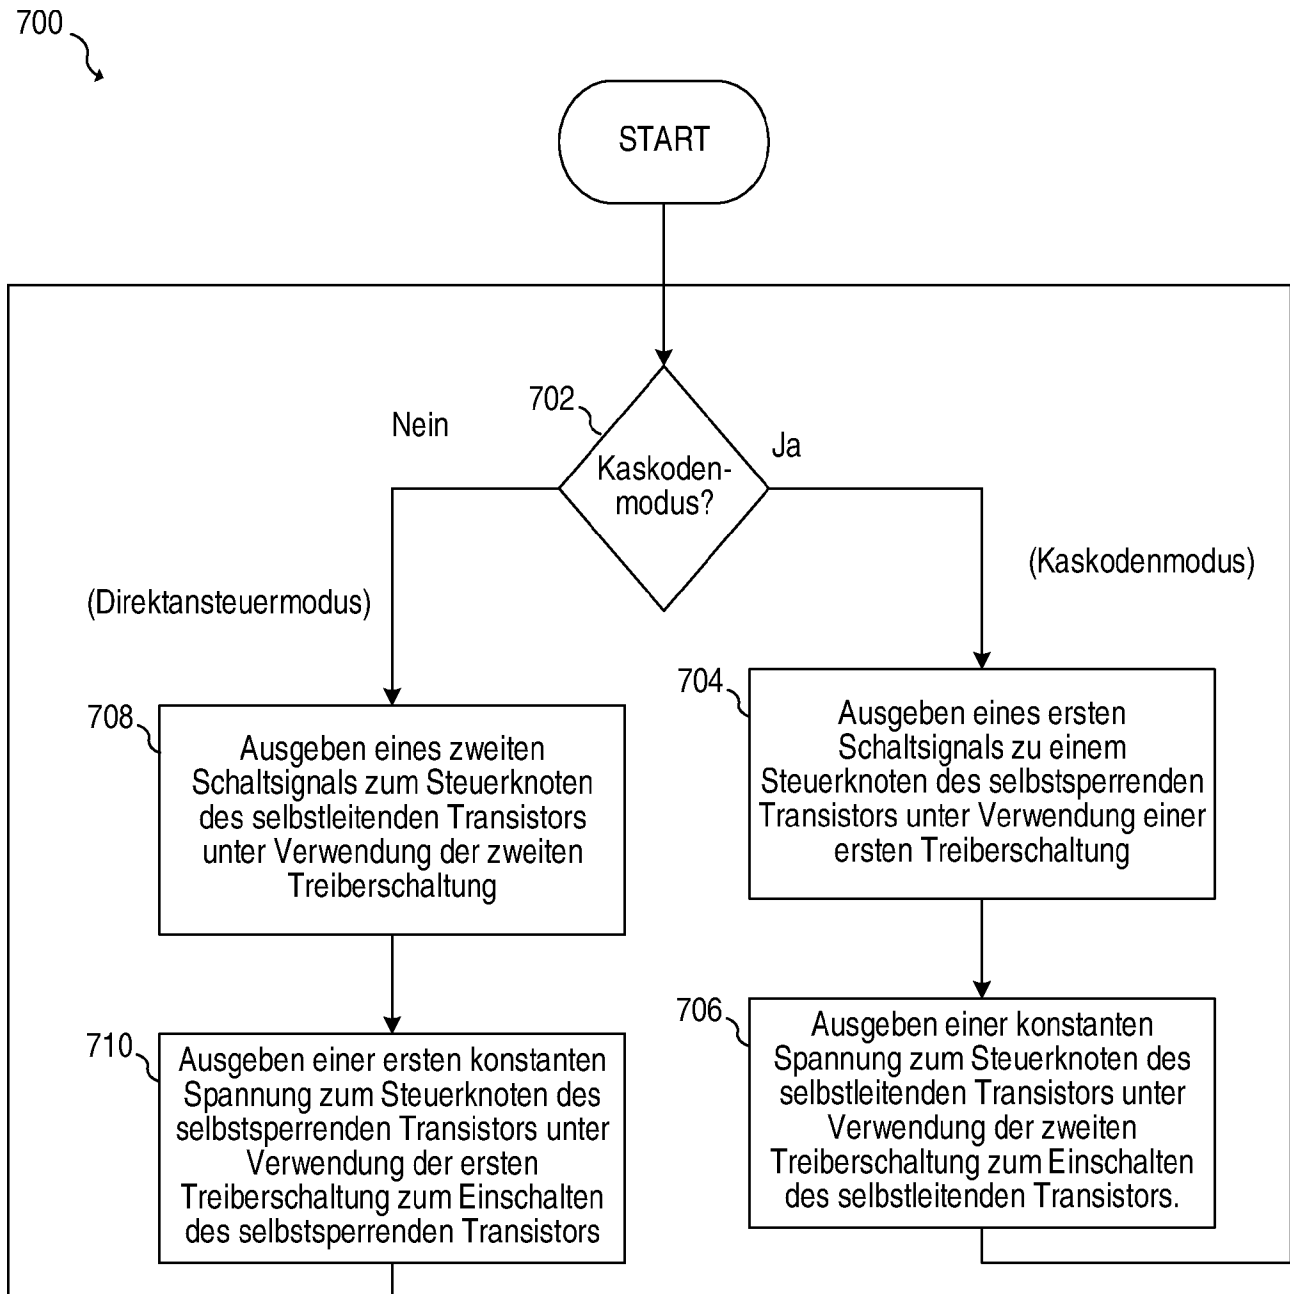 700
START
702
Nein
Ja
Kaskoden-
modus?
(Kaskodenmodus)
(Direktansteuermodus)
704
Ausgeben eines ersten
Schaltsignals zu einem
Steuerknoten des selbstsperrenden
Transistors unter Verwendung einer
ersten Treiberschaltung
708
Ausgeben eines zweiten
Schaltsignals zum Steuerknoten
des selbstleitenden Transistors
unter Verwendung der zweiten
Treiberschaltung
706
Ausgeben einer konstanten
Spannung zum Steuerknoten des
selbstleitenden Transistors unter
Verwendung der zweiten
Treiberschaltung zum Einschalten
des selbstleitenden Transistors.
710
Ausgeben einer ersten konstanten
Spannung zum Steuerknoten des
selbstsperrenden Transistors unter
Verwendung der ersten
Treiberschaltung zum Einschalten
des selbstsperrenden Transistors